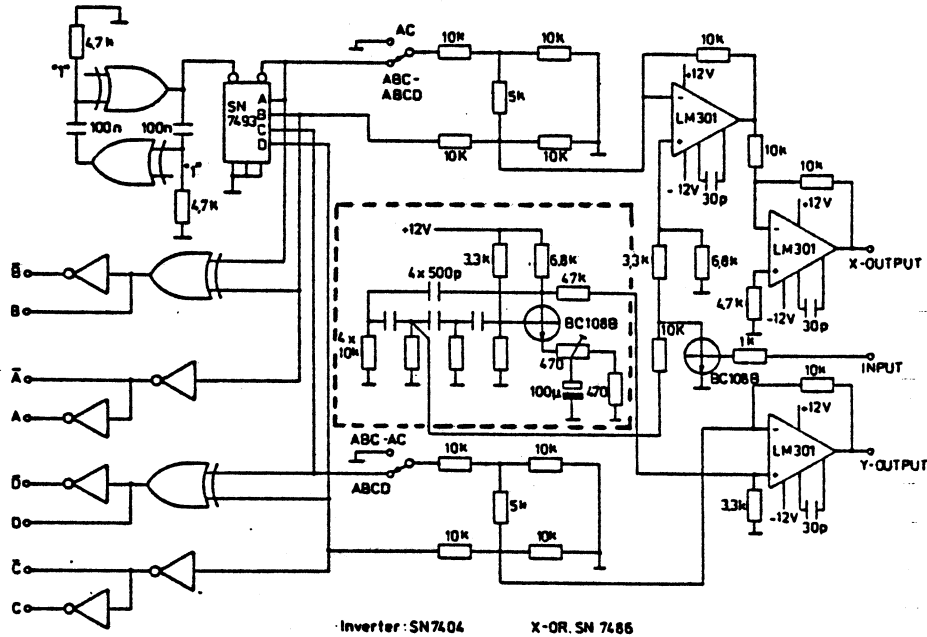 4,7k
"1"
100n
100n
"1"
4,7k
SN
7493
A
B
C
D
AC
ABC-
ABCD
10k
10k
5k
10K
10k
10k
+12V
LM301
-12V
30p
10k
10k
+12V
LM301
X-OUTPUT
4,7k
-12V
30p
3,3k
6,8k
+12V
3,3k
6,8k
4x500p
47k
BC108B
4x
10k
470
100µ
470
10K
1k
INPUT
BC108B
10k
+12V
LM301
Y-OUTPUT
3,3k
-12V
30p
B̅
B
A̅
A
D̅
D
C̅
C
ABC-AC
ABCD
10k
10k
5k
10k
10k
Inverter: SN7404
X-OR. SN 7486